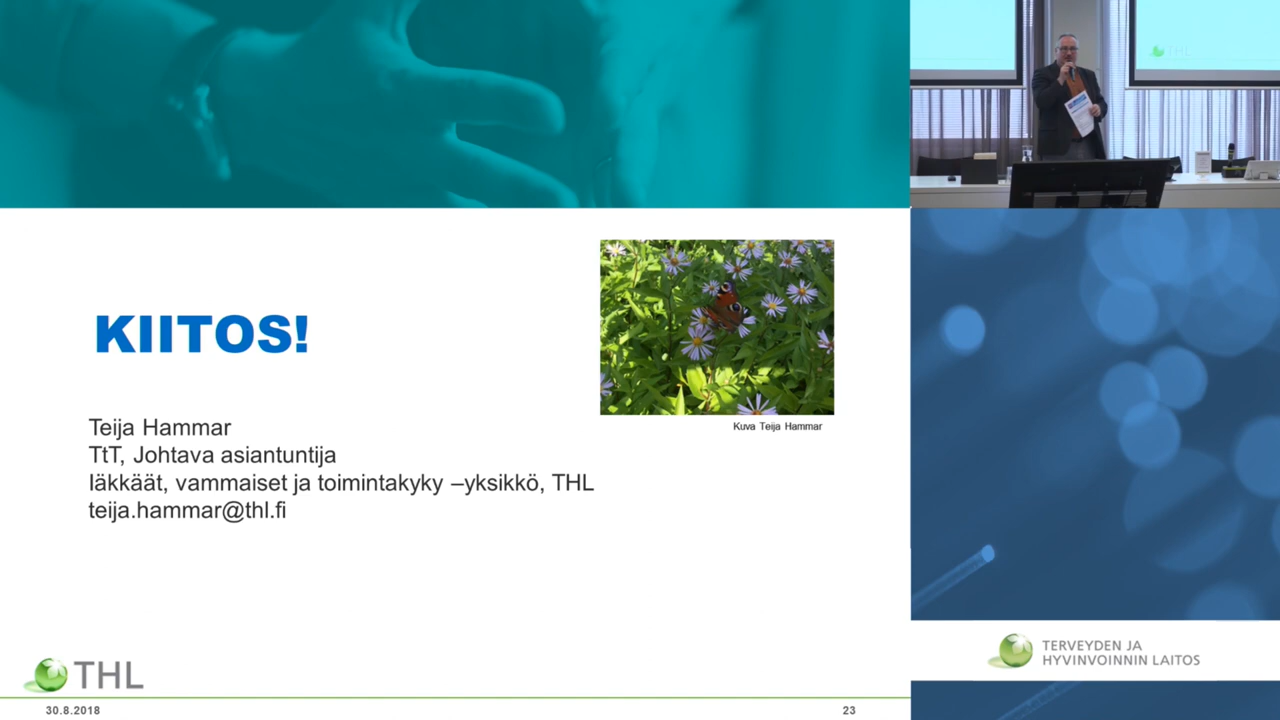 THL
KIITOS!
Kuva Teija Hammar
Teija Hammar
TtT, Johtava asiantuntija
Iäkkäät, vammaiset ja toimintakyky –yksikkö, THL
teija.hammar@thl.fi
THL
TERVEYDEN JA
HYVINVOINNIN LAITOS
30.8.2018
23